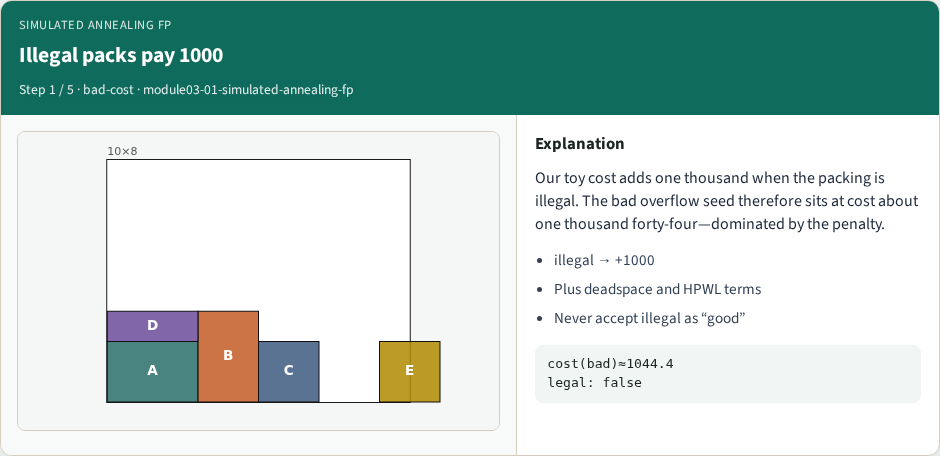 SIMULATED ANNEALING FP
Illegal packs pay 1000
Step 1 / 5 · bad-cost · module03-01-simulated-annealing-fp
10×8
D
A
B
C
E
Explanation
Our toy cost adds one thousand when the packing is
illegal. The bad overflow seed therefore sits at cost about
one thousand forty-four—dominated by the penalty.
• illegal → +1000
• Plus deadspace and HPWL terms
• Never accept illegal as “good”
cost(bad)≈1044.4
legal: false